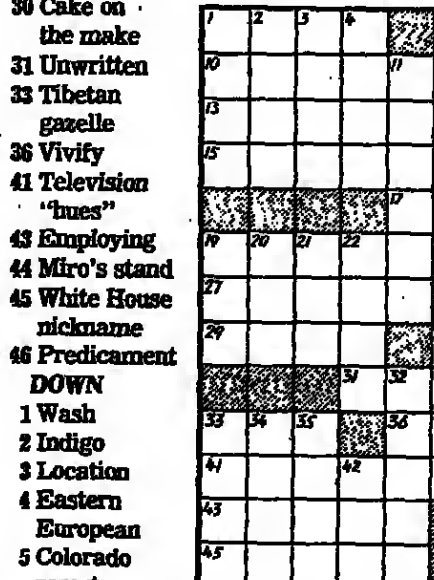 30 Cake on
the make
31 Unwritten
33 Tibetan
gazelle
36 Vivify
41 Television
"hues"
43 Employing
44 Miro's stand
45 White House
nickname
46 Predicament
DOWN
1 Wash
2 Indigo
3 Location
4 Eastern
European
5 Colorado
1 2 3 4
10 11
13
15
17
19 20 21 22
27
29
31 32
33 34 35 36
41 42
43
45